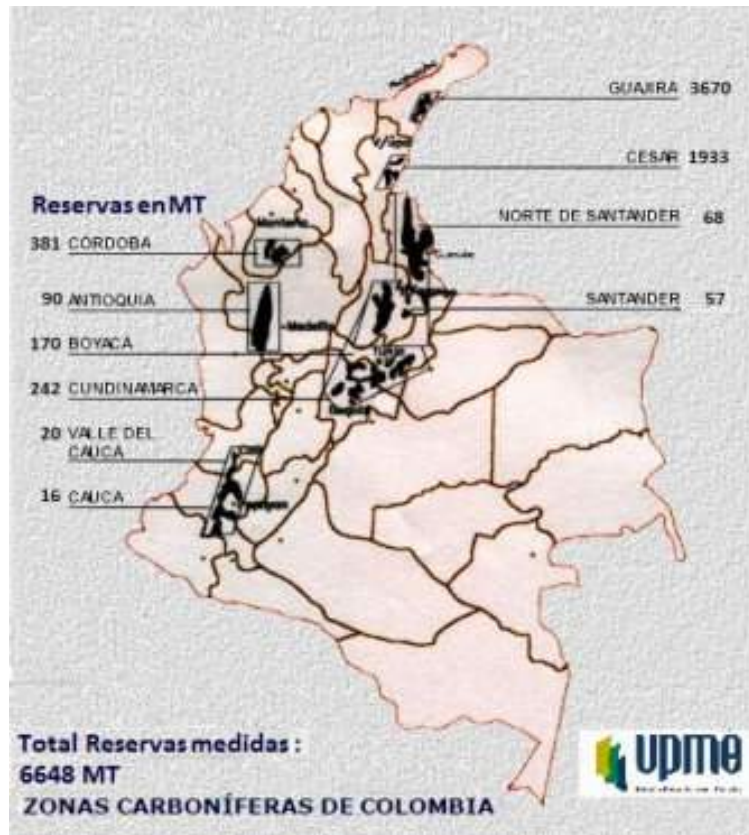 GUAJIRA 3670
CESAR 1933
Reservas en MT
NORTE DE SANTANDER 68
381 CORDOBA
90 ANTIOQUIA
SANTANDER 57
Medellin
170 BOYACA
242 CUNDINAMARCA
20 VALLE DEL
CAUCA
16 CAUCA
Total Reservas medidas :
6648 MT
ZONAS CARBONÍFERAS DE COLOMBIA
upme